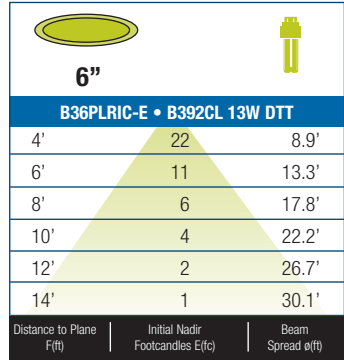 6”
B36PLRIC-E • B392CL 13W DTT
4’ 22 8.9’
6’ 11 13.3’
8’ 6 17.8’
10’ 4 22.2’
12’ 2 26.7’
14’ 1 30.1’
Distance to Plane Initial Nadir Beam
F(ft) Footcandles E(fc) Spread ø(ft)